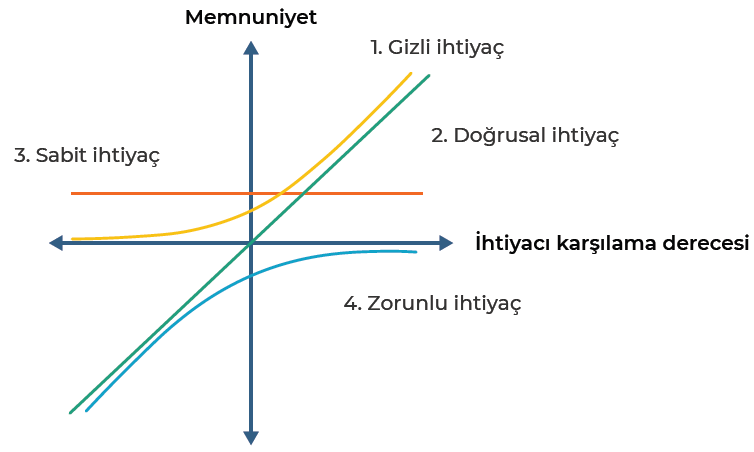 Memnuniyet
1. Gizli ihtiyaç
2. Doğrusal ihtiyaç
3. Sabit ihtiyaç
İhtiyacı karşılama derecesi
4. Zorunlu ihtiyaç